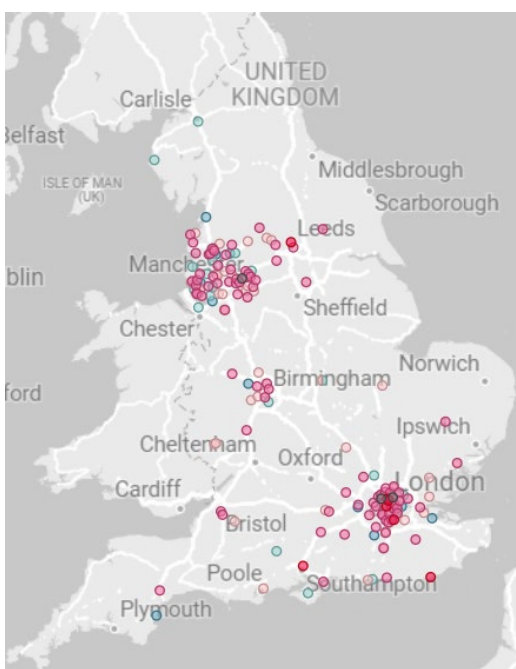 UNITED
KINGDOM
Carlisle
Belfast
Middlesbrough
ISLE OF MAN
(UK)
Scarborough
Leeds
Manchester
blin
Sheffield
Chester
Norwich
Birmingham
ford
Ipswich
Cheltenham
Oxford
London
Cardiff
Bristol
Poole
Southampton
Plymouth